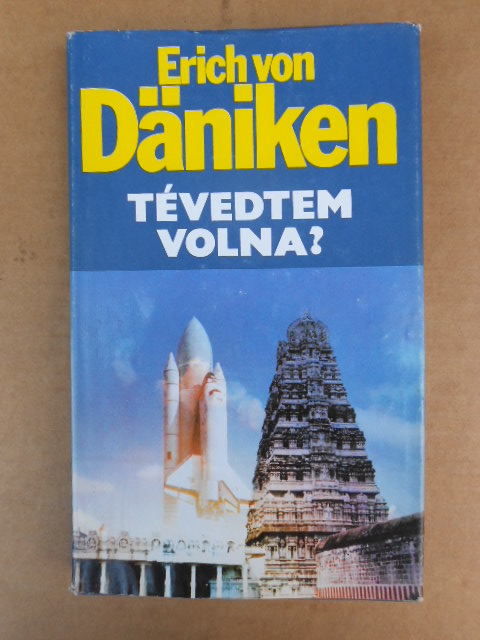 Erich von
Däniken
TÉVEDTEM
VOLNA?